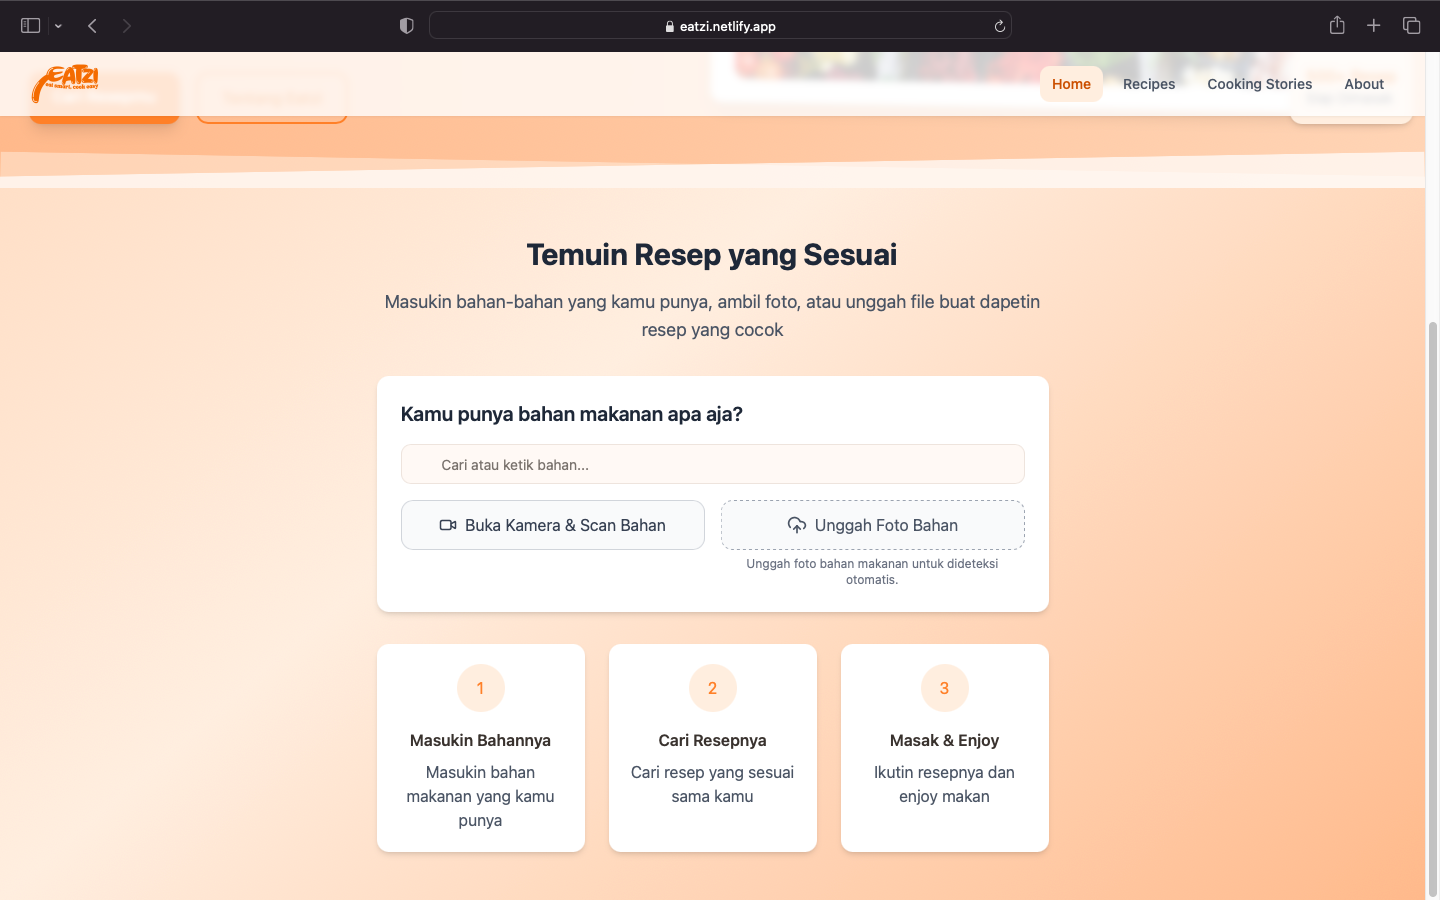 eatzi.netlify.app
EATZI
eat smart, cook easy
Home
Recipes
Cooking Stories
About
Temuin Resep yang Sesuai
Masukin bahan-bahan yang kamu punya, ambil foto, atau unggah file buat dapetin
resep yang cocok
Kamu punya bahan makanan apa aja?
Cari atau ketik bahan...
Buka Kamera & Scan Bahan
Unggah Foto Bahan
Unggah foto bahan makanan untuk dideteksi
otomatis.
1
Masukin Bahannya
Masukin bahan
makanan yang kamu
punya
2
Cari Resepnya
Cari resep yang sesuai
sama kamu
3
Masak & Enjoy
Ikutin resepnya dan
enjoy makan